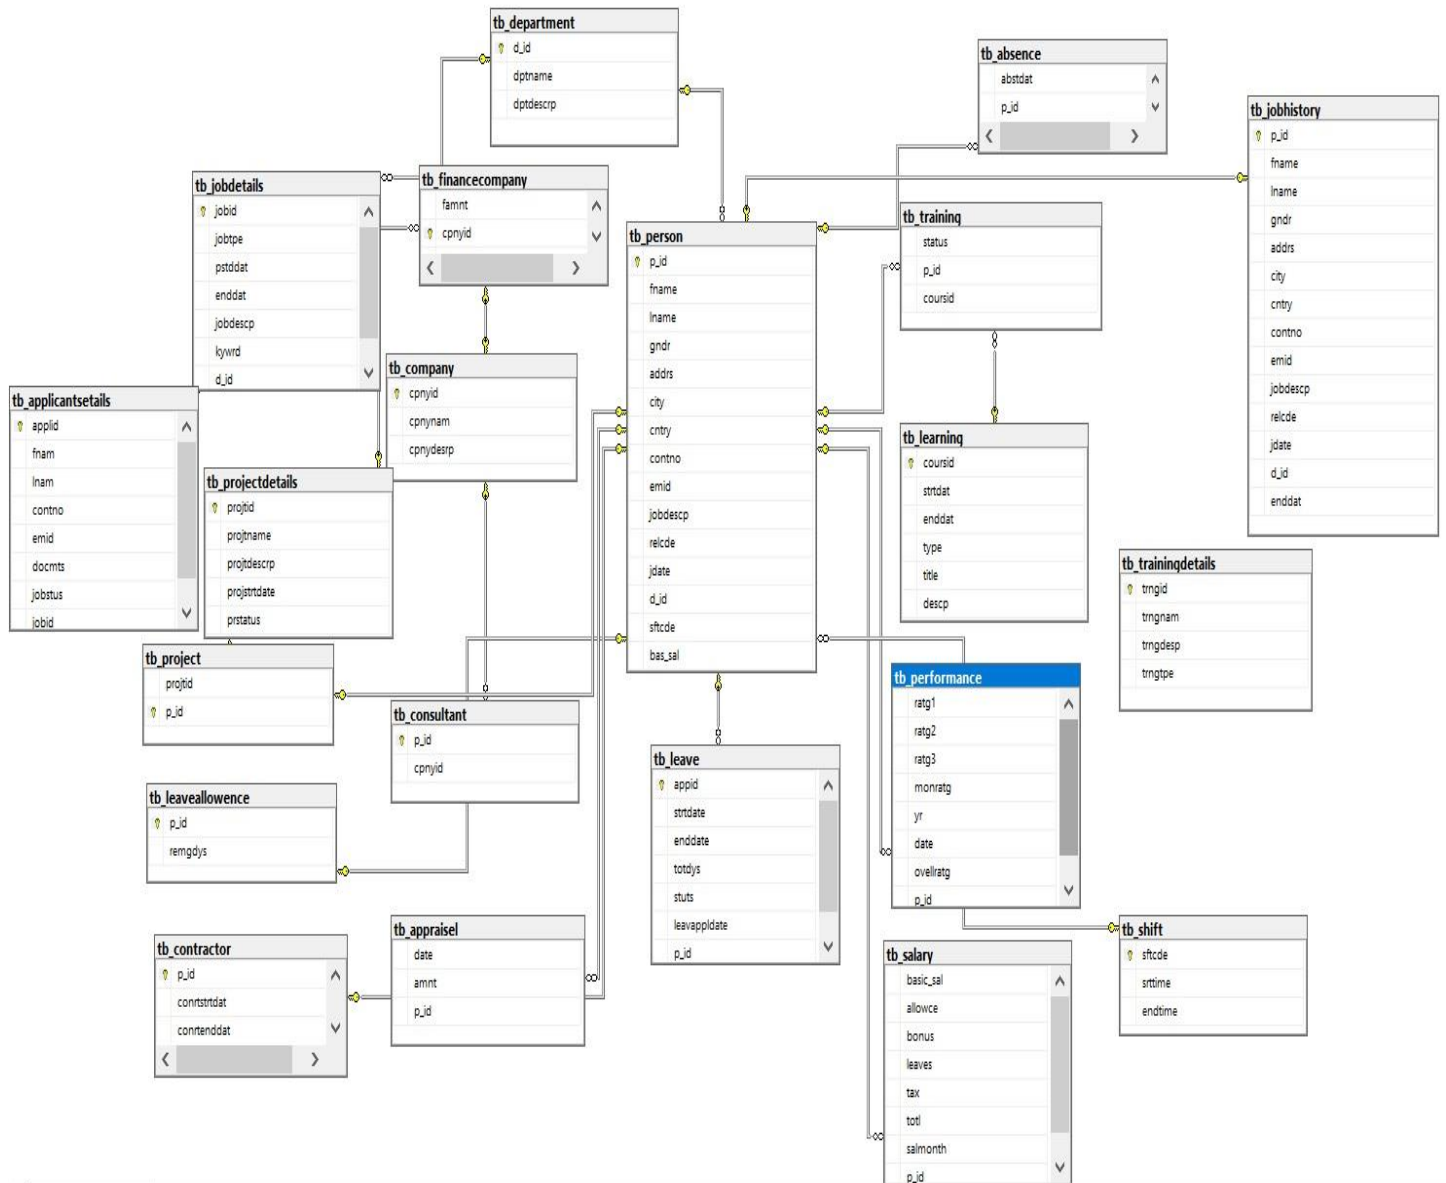 tb_department
d_id
dptname
dptdescrp
tb_absence
abstdat
p_id
tb_jobhistory
p_id
fname
lname
gndr
addrs
city
cntry
contno
emid
jobdescp
relcde
jdate
d_id
enddat
tb_jobdetails
jobid
jobtpe
pstddat
enddat
jobdescp
kywrd
d_id
tb_financecompany
famnt
cpnyid
tb_person
p_id
fname
lname
gndr
addrs
city
cntry
contno
emid
jobdescp
relcde
jdate
d_id
sftcde
bas_sal
tb_training
status
p_id
coursid
tb_company
cpnyid
cpnynam
cpnydesrp
tb_applicantsetails
applid
fnam
lnam
contno
emid
docmts
jobstus
jobid
tb_projectdetails
projtid
projtname
projtdescrp
projstrtdate
prstatus
tb_learning
coursid
strtdat
enddat
type
title
descp
tb_trainingdetails
trngid
trngnam
trngdesp
trngtpe
tb_project
projtid
p_id
tb_consultant
p_id
cpnyid
tb_performance
ratg1
ratg2
ratg3
monratg
yr
date
ovellratg
p_id
tb_leave
appid
strtdate
enddate
totdys
stuts
leavappldate
p_id
tb_leaveallowence
p_id
remgdys
tb_contractor
p_id
conrtstrtdat
conrtenddat
tb_appraisel
date
amnt
p_id
tb_shift
sftcde
srttime
endtime
tb_salary
basic_sal
allowce
bonus
leaves
tax
totl
salmonth
p_id